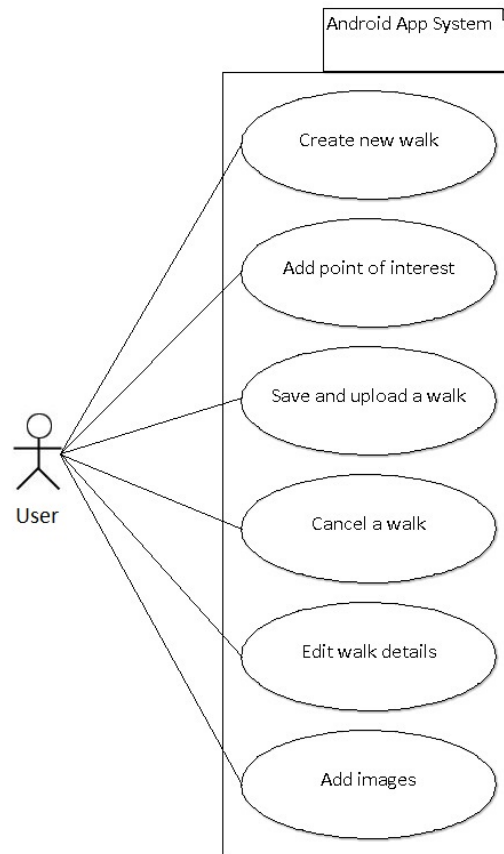 Android App System
Create new walk
Add point of interest
Save and upload a walk
Cancel a walk
User
Edit walk details
Add images